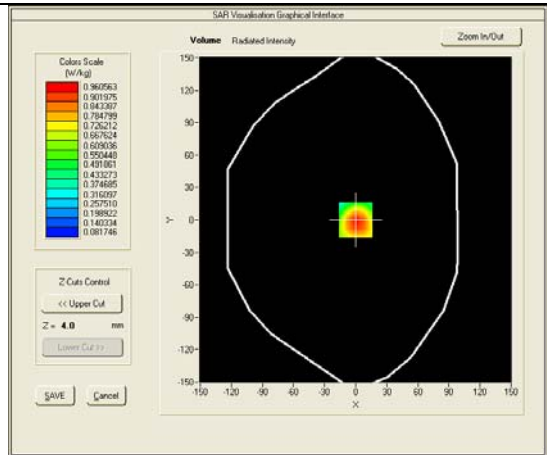 SAR Visualisation Graphical Interface
Volume Radiated Intensity
Zoom In/Out
Colors Scale
(W/kg)
0.960563
0.901975
0.843387
0.784799
0.726212
0.667624
0.609036
0.550448
0.491861
0.433273
0.374685
0.316097
0.257510
0.198922
0.140334
0.081746
Z Cuts Control
<< Upper Cut
Z = 4.0 mm
Lower Cut >>
SAVE
Cancel
150-
120-
90-
60-
30-
0-
-30-
-60-
-90-
-120-
-150-
Y
-150 -120 -90 -60 -30 0 30 60 90 120 150
X